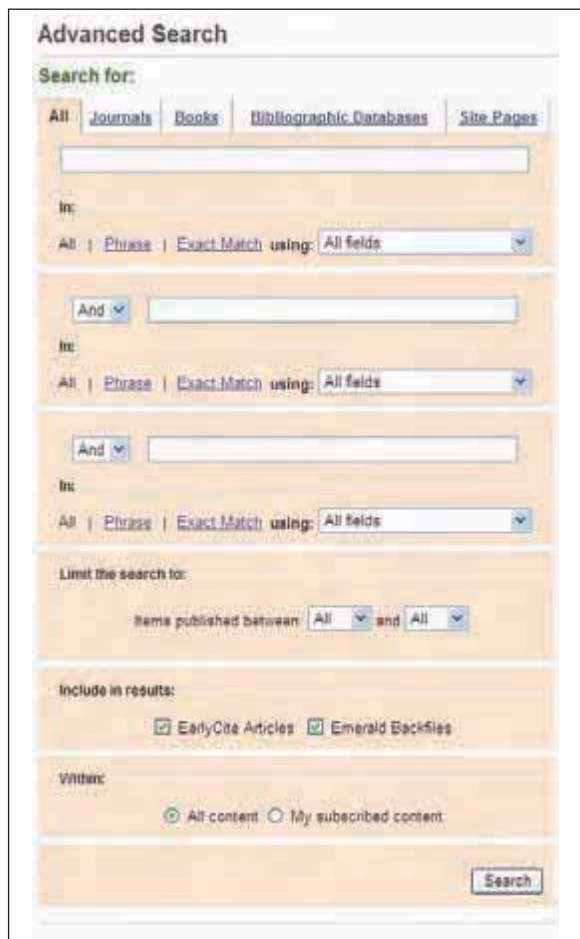 Advanced Search
Search for:
All Journals Books Bibliographic Databases Site Pages
In:
All | Phrase | Exact Match using: All fields
And
In:
All | Phrase | Exact Match using: All fields
And
In:
All | Phrase | Exact Match using: All fields
Limit the search to:
Items published between All and All
Include in results:
EarlyCite Articles Emerald Backfiles
Within:
All content My subscribed content
Search